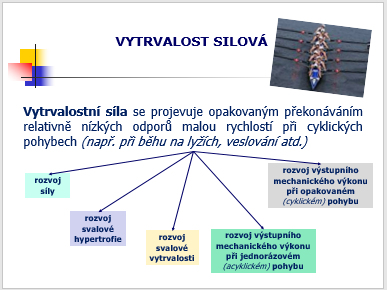 VYTRVALOST SILOVÁ
Vytrvalostní síla se projevuje opakovaným překonáváním
relativně nízkých odporů malou rychlostí při cyklických
pohybech (např. při běhu na lyžích, veslování atd.)
rozvoj
síly
rozvoj
svalové
hypertrofie
rozvoj
svalové
vytrvalosti
rozvoj výstupního
mechanického výkonu
při jednorázovém
(acyklickém) pohybu
rozvoj výstupního
mechanického výkonu
při opakovaném
(cyklickém) pohybu